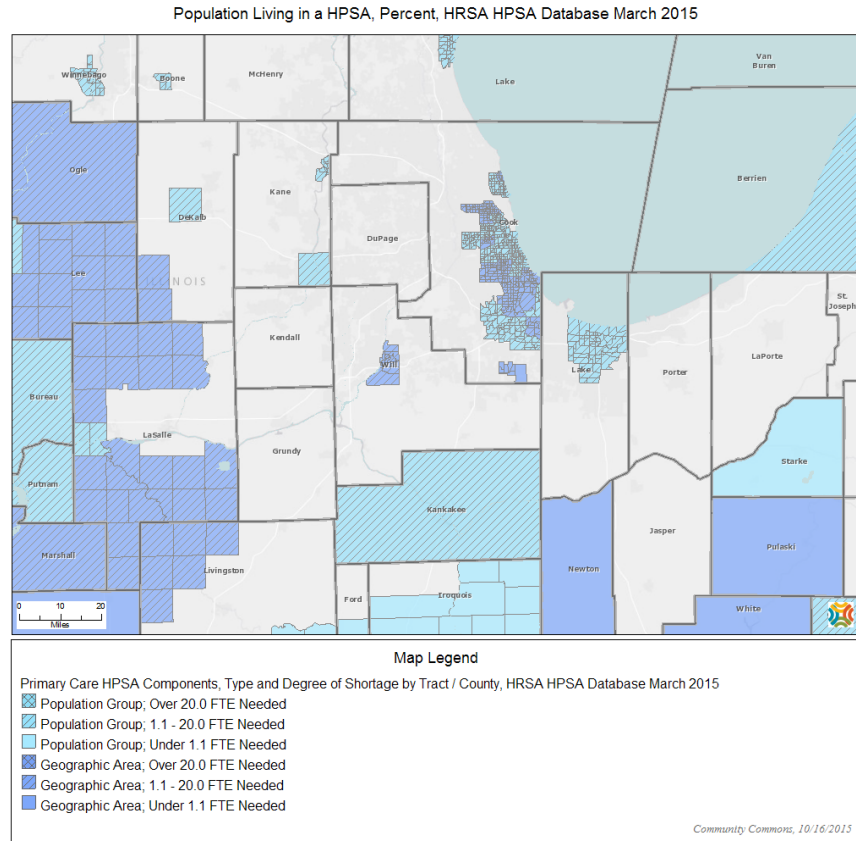 Population Living in a HPSA, Percent, HRSA HPSA Database March 2015
Winnebago
Boone
McHenry
Lake
Van
Buren
Ogle
DeKalb
Kane
DuPage
Cook
Berrien
Lee
ILLINOIS
Kendall
Will
Lake
Porter
LaPorte
St.
Joseph
Bureau
LaSalle
Grundy
Putnam
Kankakee
Starke
Marshall
Livingston
Ford
Iroquois
Newton
Jasper
Pulaski
White
0 10 20
Miles
Map Legend
Primary Care HPSA Components, Type and Degree of Shortage by Tract / County, HRSA HPSA Database March 2015
Population Group; Over 20.0 FTE Needed
Population Group; 1.1 - 20.0 FTE Needed
Population Group; Under 1.1 FTE Needed
Geographic Area; Over 20.0 FTE Needed
Geographic Area; 1.1 - 20.0 FTE Needed
Geographic Area; Under 1.1 FTE Needed
Community Commons, 10/16/2015